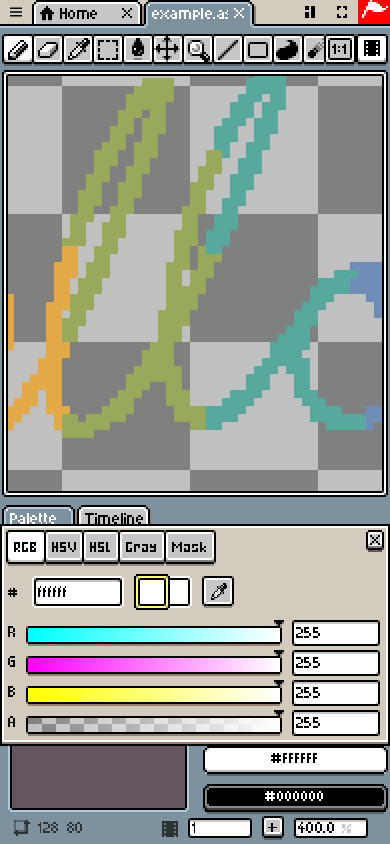 Home
example.a
Palette Timeline
RGB HSV HSL Gray Mask
# ffffff
R 255
G 255
B 255
A 255
#FFFFFF
#000000
128 80 1 + 400.0 %
1:1